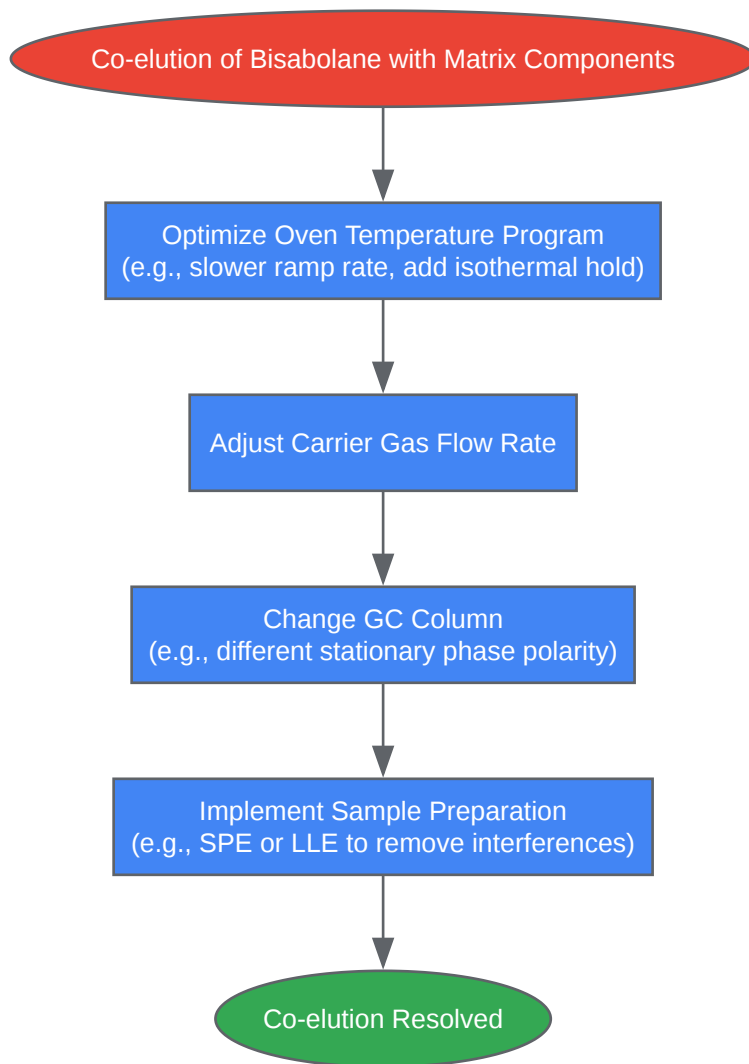 Co-elution of Bisabolane with Matrix Components
Optimize Oven Temperature Program
(e.g., slower ramp rate, add isothermal hold)
Adjust Carrier Gas Flow Rate
Change GC Column
(e.g., different stationary phase polarity)
Implement Sample Preparation
(e.g., SPE or LLE to remove interferences)
Co-elution Resolved